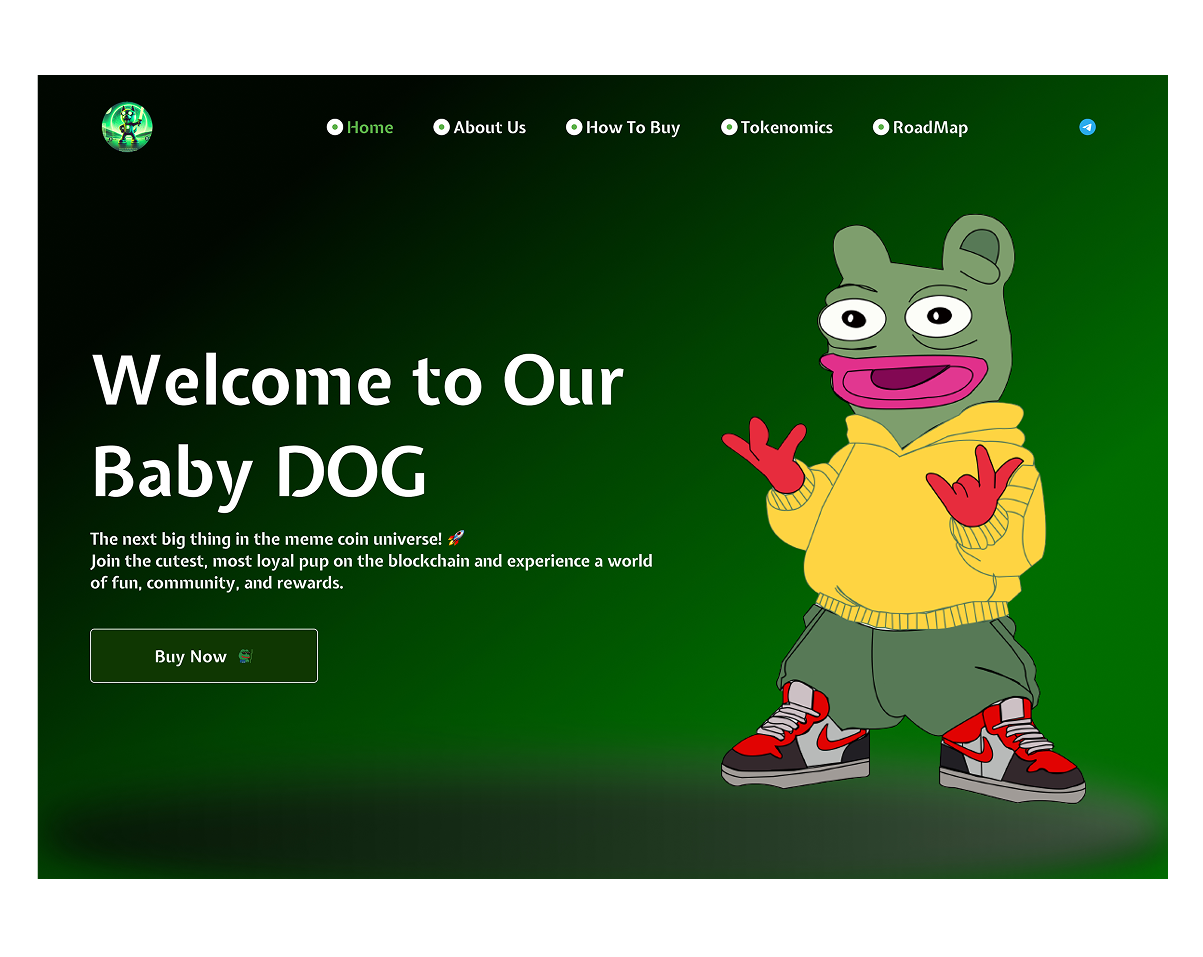 Home About Us How To Buy Tokenomics RoadMap
Welcome to Our
Baby DOG
The next big thing in the meme coin universe! 🚀
Join the cutest, most loyal pup on the blockchain and experience a world
of fun, community, and rewards.
Buy Now